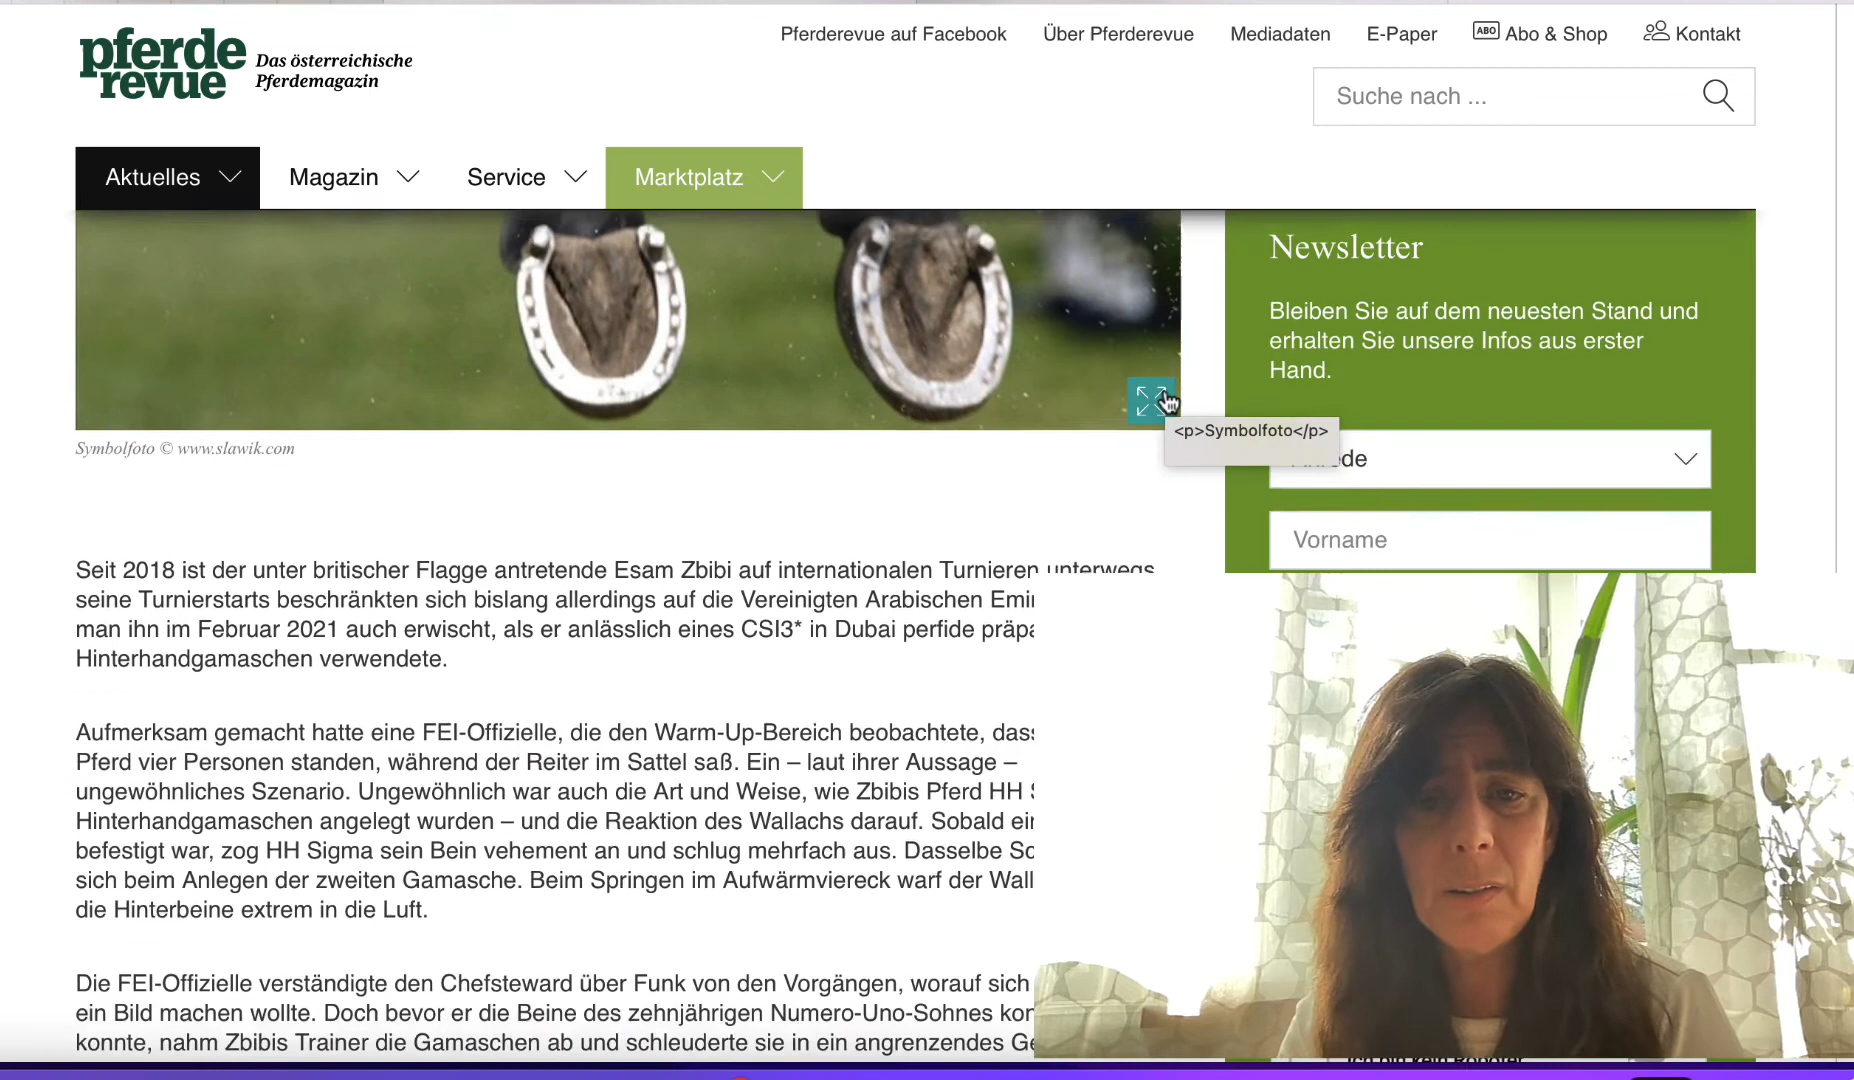 Pferderevue auf Facebook Über Pferderevue Mediadaten E-Paper ABO Abo & Shop Kontakt
pferde
revue
Das österreichische
Pferdemagazin
Suche nach ...
Aktuelles Magazin Service Marktplatz
Symbolfoto © www.slawik.com
Newsletter
Bleiben Sie auf dem neuesten Stand und
erhalten Sie unsere Infos aus erster
Hand.
<p>Symbolfoto</p>
Vorname
Seit 2018 ist der unter britischer Flagge antretende Esam Zbibi auf internationalen Turnieren unterwegs
seine Turnierstarts beschränkten sich bislang allerdings auf die Vereinigten Arabischen
man ihn im Februar 2021 auch erwischt, als er anlässlich eines CSI3* in Dubai perfide
Hinterhandgamaschen verwendete.
Aufmerksam gemacht hatte eine FEI-Offizielle, die den Warm-Up-Bereich beobachtete,
Pferd vier Personen standen, während der Reiter im Sattel saß. Ein – laut ihrer Aussage –
ungewöhnliches Szenario. Ungewöhnlich war auch die Art und Weise, wie Zbibis Pferd HH
Hinterhandgamaschen angelegt wurden – und die Reaktion des Wallachs darauf. Sobald
befestigt war, zog HH Sigma sein Bein vehement an und schlug mehrfach aus. Dasselbe
sich beim Anlegen der zweiten Gamasche. Beim Springen im Aufwärmviereck warf der
die Hinterbeine extrem in die Luft.
Die FEI-Offizielle verständigte den Chefsteward über Funk von den Vorgängen, worauf sich
ein Bild machen wollte. Doch bevor er die Beine des zehnjährigen Numero-Uno-Sohnes
konnte, nahm Zbibis Trainer die Gamaschen ab und schleuderte sie in ein angrenzendes